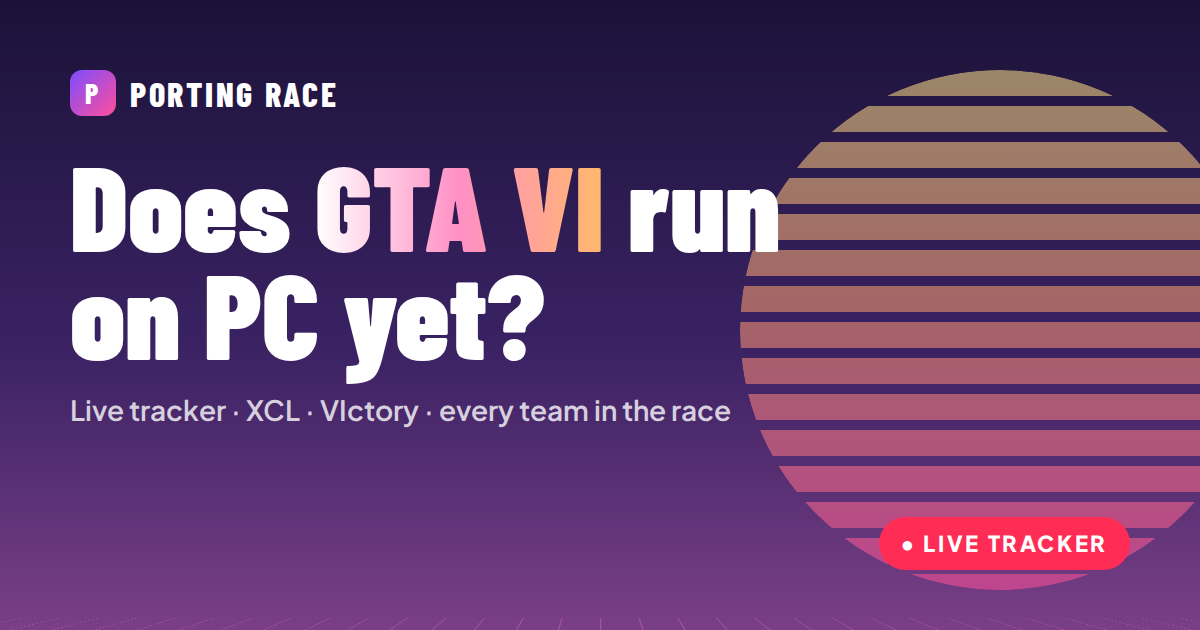 P PORTING RACE
Does GTA VI run
on PC yet?
Live tracker · XCL · VIctory · every team in the race
● LIVE TRACKER